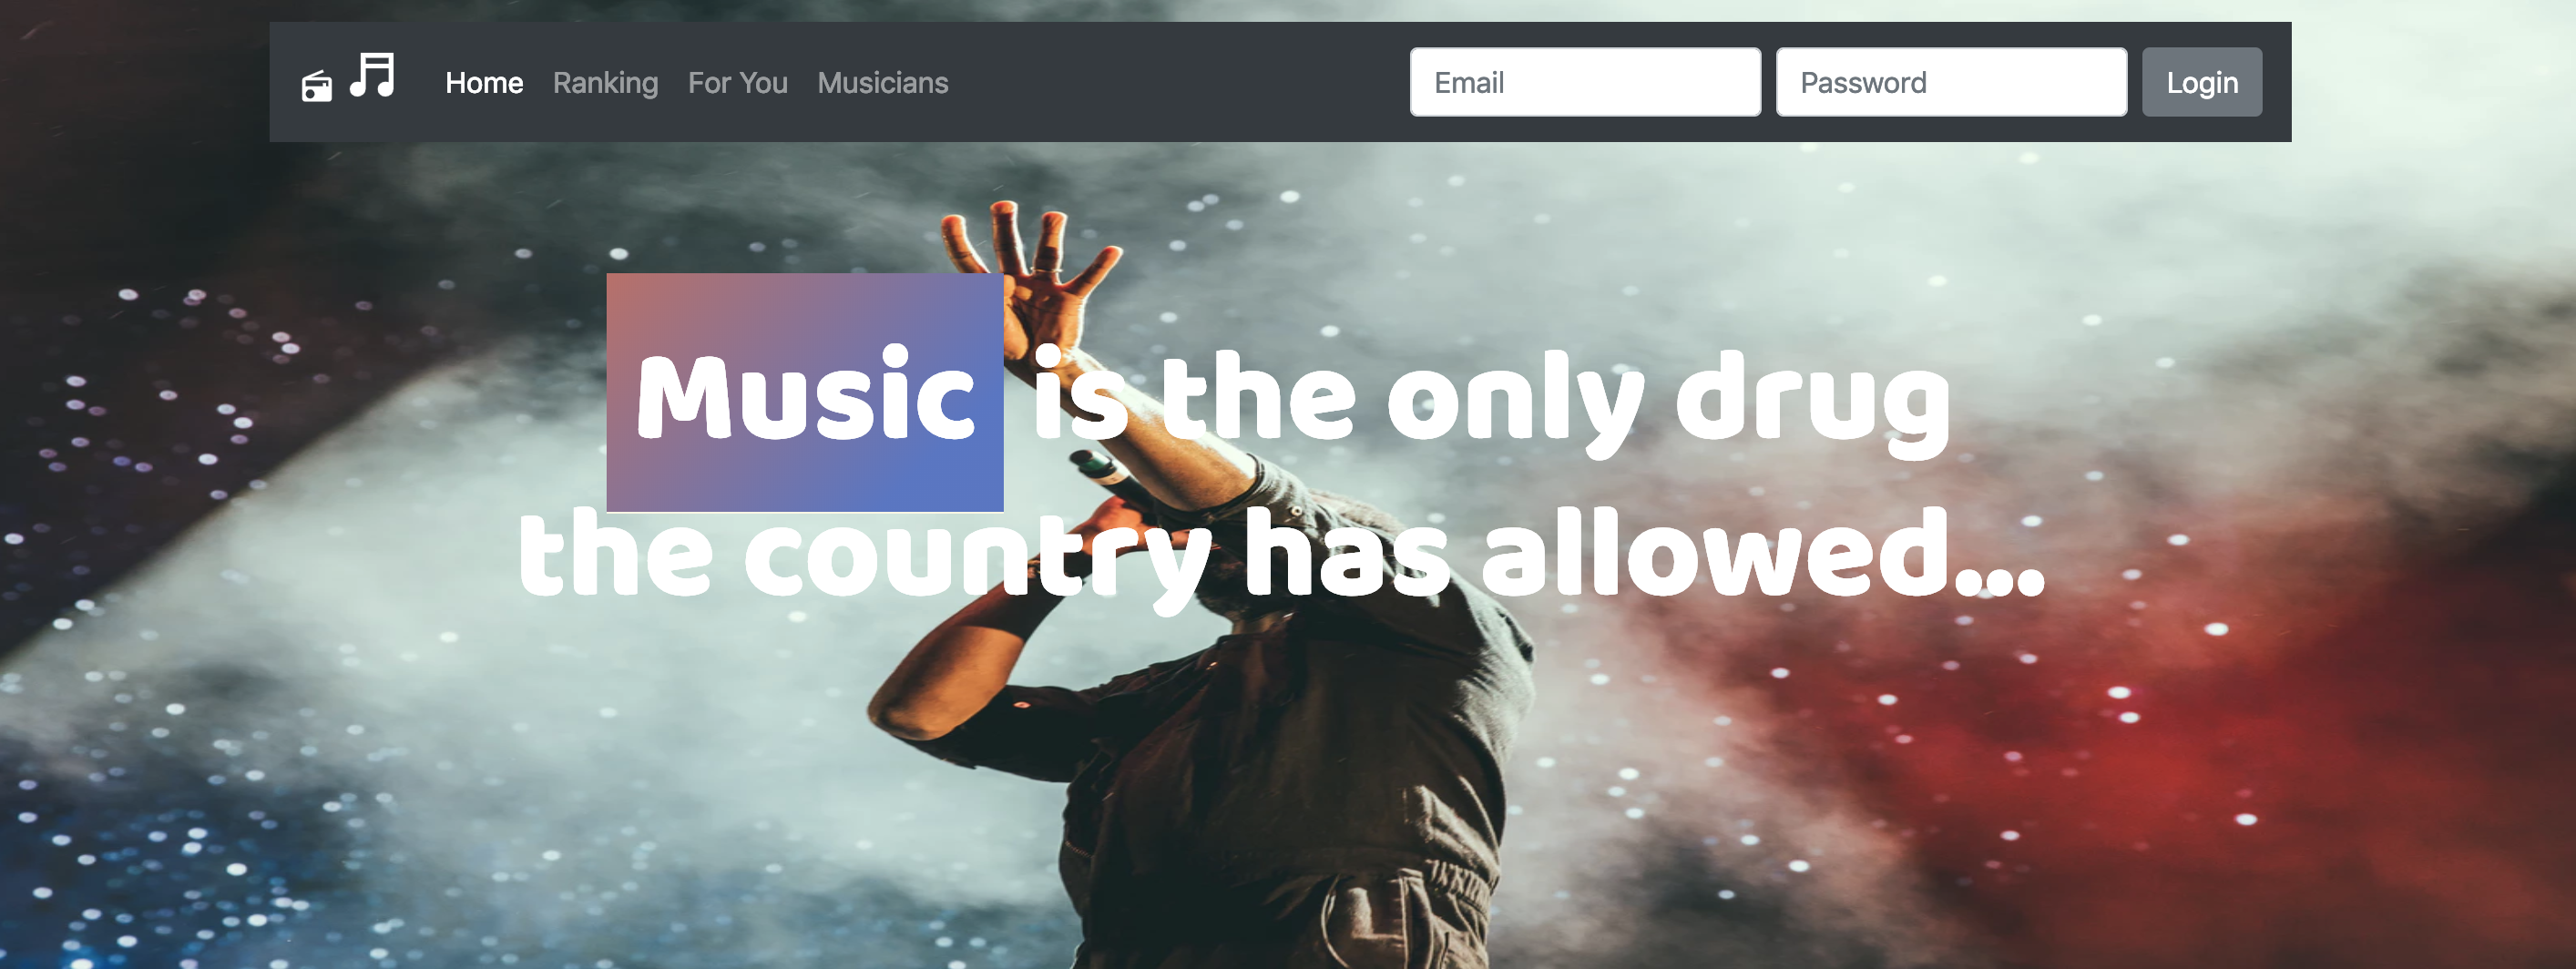 Home Ranking For You Musicians Email Password Login
Music is the only drug
the country has allowed...